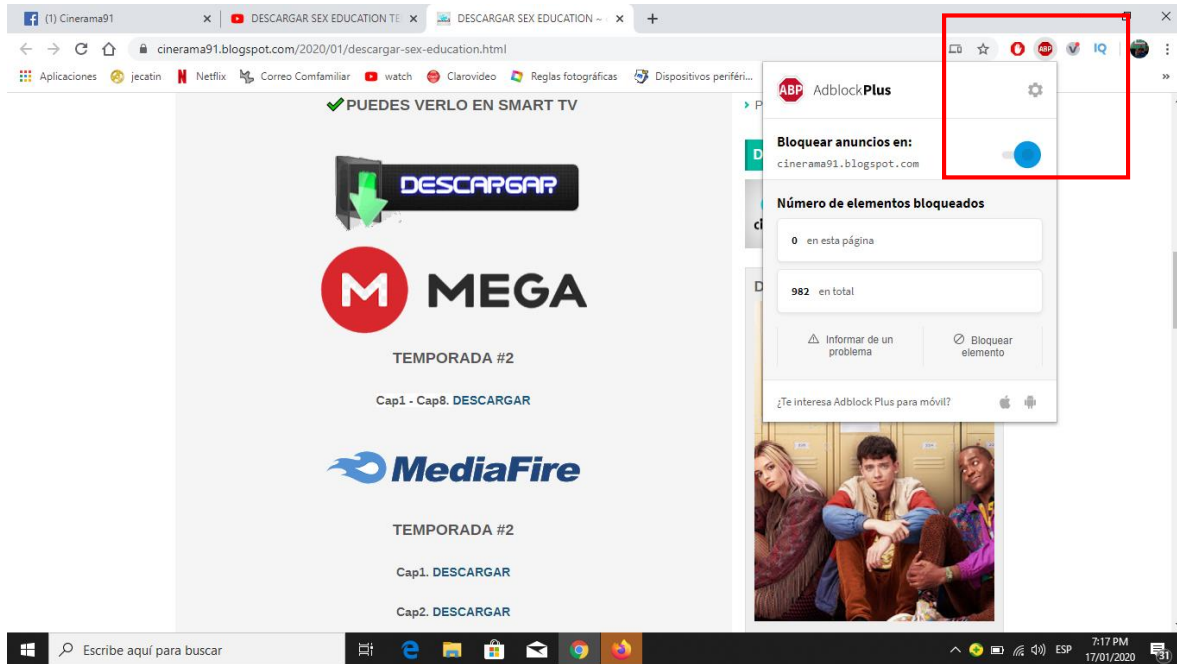 (1) Cinerama91
DESCARGAR SEX EDUCATION TE
DESCARGAR SEX EDUCATION ~
cinerama91.blogspot.com/2020/01/descargar-sex-education.html
ABP
IQ
Aplicaciones
jecatin
Netflix
Correo Comfamiliar
watch
Clarovideo
Reglas fotográficas
Dispositivos periféri...
»
PUEDES VERLO EN SMART TV
DESCARGAR
MEGA
TEMPORADA #2
Cap1 - Cap8. DESCARGAR
MediaFire
TEMPORADA #2
Cap1. DESCARGAR
Cap2. DESCARGAR
ABP AdblockPlus
Bloquear anuncios en:
cinerama91.blogspot.com
Número de elementos bloqueados
0 en esta página
982 en total
Informar de un
problema
Bloquear
elemento
¿Te interesa Adblock Plus para móvil?
Escribe aquí para buscar
ESP
7:17 PM
17/01/2020
31